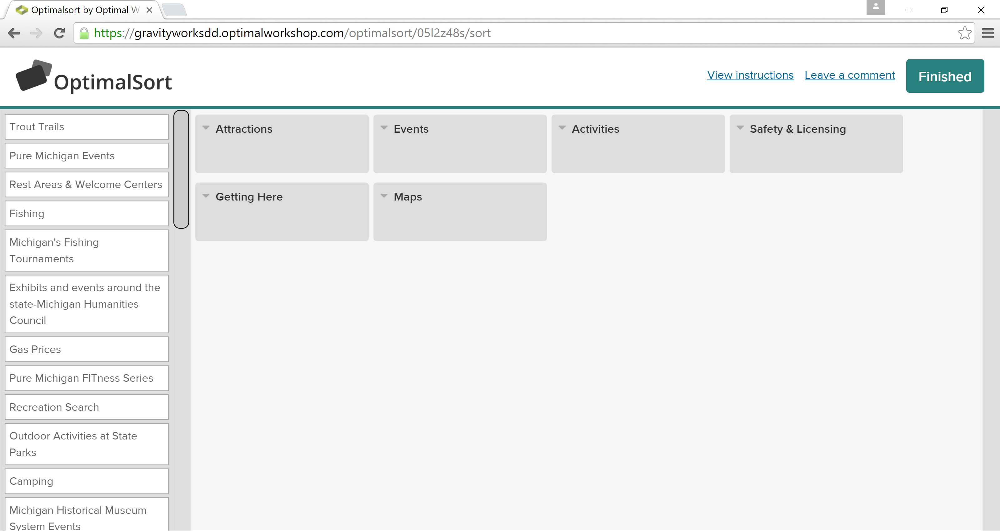 Optimalsort by Optimal W
https://gravityworksdd.optimalworkshop.com/optimalsort/05l2z48s/sort
OptimalSort
View instructions
Leave a comment
Finished
Trout Trails
Pure Michigan Events
Rest Areas & Welcome Centers
Fishing
Michigan's Fishing
Tournaments
Exhibits and events around the
state-Michigan Humanities
Council
Gas Prices
Pure Michigan FITness Series
Recreation Search
Outdoor Activities at State
Parks
Camping
Michigan Historical Museum
System Events
Attractions
Events
Activities
Safety & Licensing
Getting Here
Maps